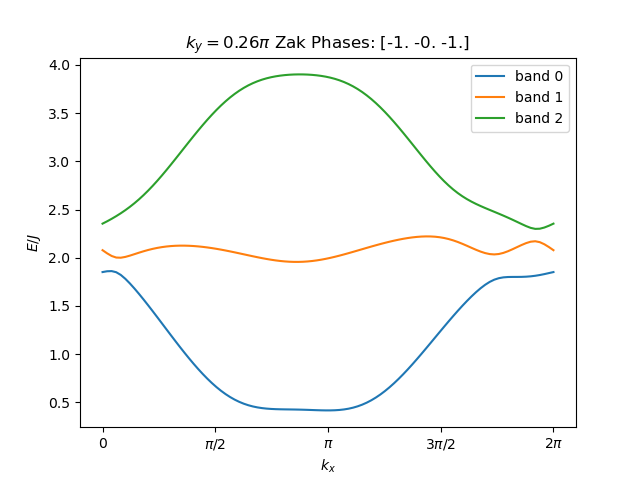 k_y = 0.26π Zak Phases: [-1. -0. -1.]
4.0
3.5
3.0
2.5
2.0
1.5
1.0
0.5
E/J
band 0
band 1
band 2
0
π/2
π
3π/2
2π
k_x